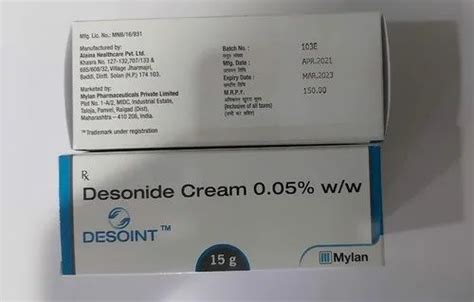 Mfg. Lic. No.: MNB/16/931
Manufactured by:
Alaina Healthcare Pvt. Ltd.
Khasra No. 127-132,707/133 &
685/608/32, Village Jharmajri,
Baddi, Distt. Solan (H.P) 174 103.
Marketed by:
Mylan Pharmaceuticals Private Limited
Plot No. 1-A/2, MIDC, Industrial Estate,
Taloja, Panvel, Raigad (Dist),
Maharashtra – 410 206, India.
™Trademark under registration
Batch No. : 103E
Mfg. Date : APR.2021
Expiry Date : MAR.2023
M.R.P.₹ : 150.00
(Inclusive of all taxes)
Rx
Desonide Cream 0.05% w/w
DESOINT™
15 g
Mylan